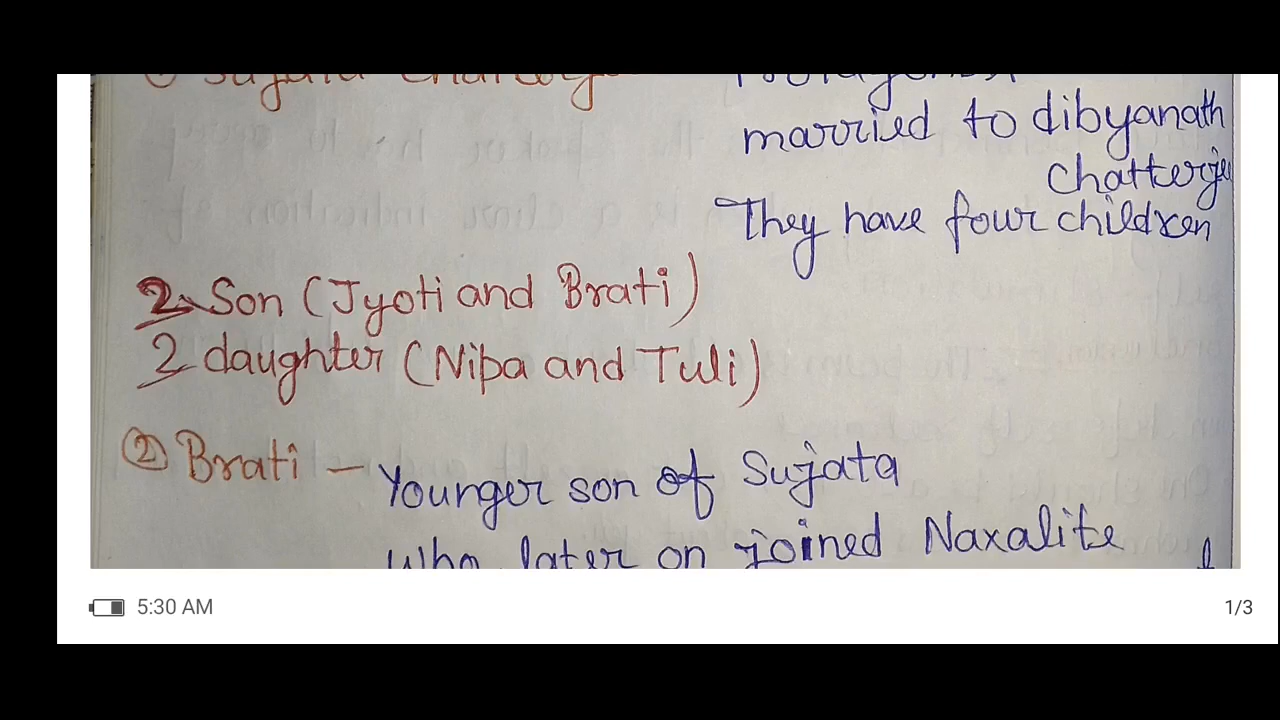 married to dibyanath
chatterjee
They have four children
2 Son (Jyoti and Brati)
2 daughter (Nipa and Tuli)
② Brati - Younger son of Sujata
who later on joined Naxalite
5:30 AM
1/3